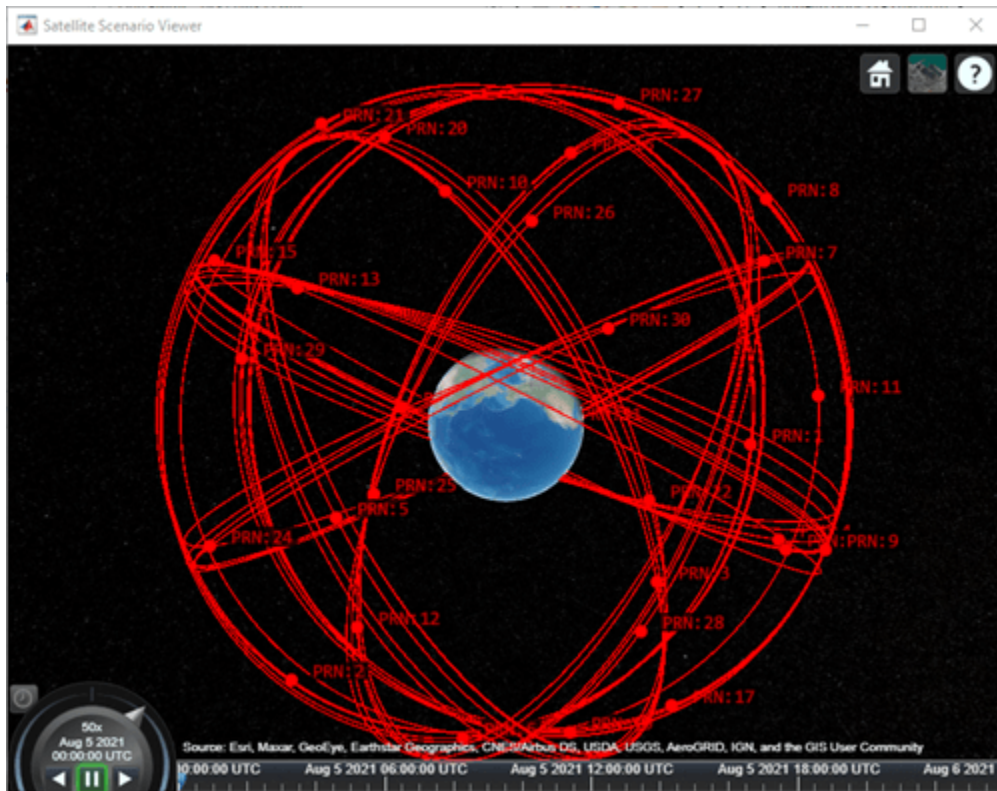 Satellite Scenario Viewer
?
PRN:27
PRN:21
PRN:20
PRN:10
PRN:8
PRN:26
PRN:15
PRN:7
PRN:13
PRN:30
PRN:29
PRN:11
PRN:1
PRN:25
PRN:5
PRN:24
PRN:9
PRN:12
PRN:28
PRN:17
50x
Aug 5 2021
00:00:00 UTC
Source: Esri, Maxar, GeoEye, Earthstar Geographics, CNES/Airbus DS, USDA, USGS, AeroGRID, IGN, and the GIS User Community
00:00:00 UTC Aug 5 2021 06:00:00 UTC Aug 5 2021 12:00:00 UTC Aug 5 2021 18:00:00 UTC Aug 6 2021